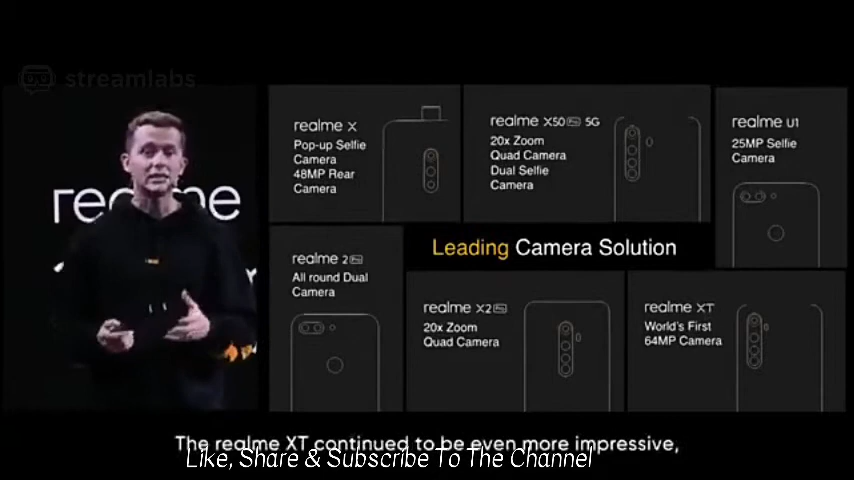 streamlabs
realme
realme X
Pop-up Selfie
Camera
48MP Rear
Camera
realme X50 Pro 5G
20x Zoom
Quad Camera
Dual Selfie
Camera
realme U1
25MP Selfie
Camera
realme 2 Pro
All round Dual
Camera
Leading Camera Solution
realme X2 Pro
20x Zoom
Quad Camera
realme XT
World's First
64MP Camera
The realme XT continued to be even more impressive,
Like, Share & Subscribe To The Channel